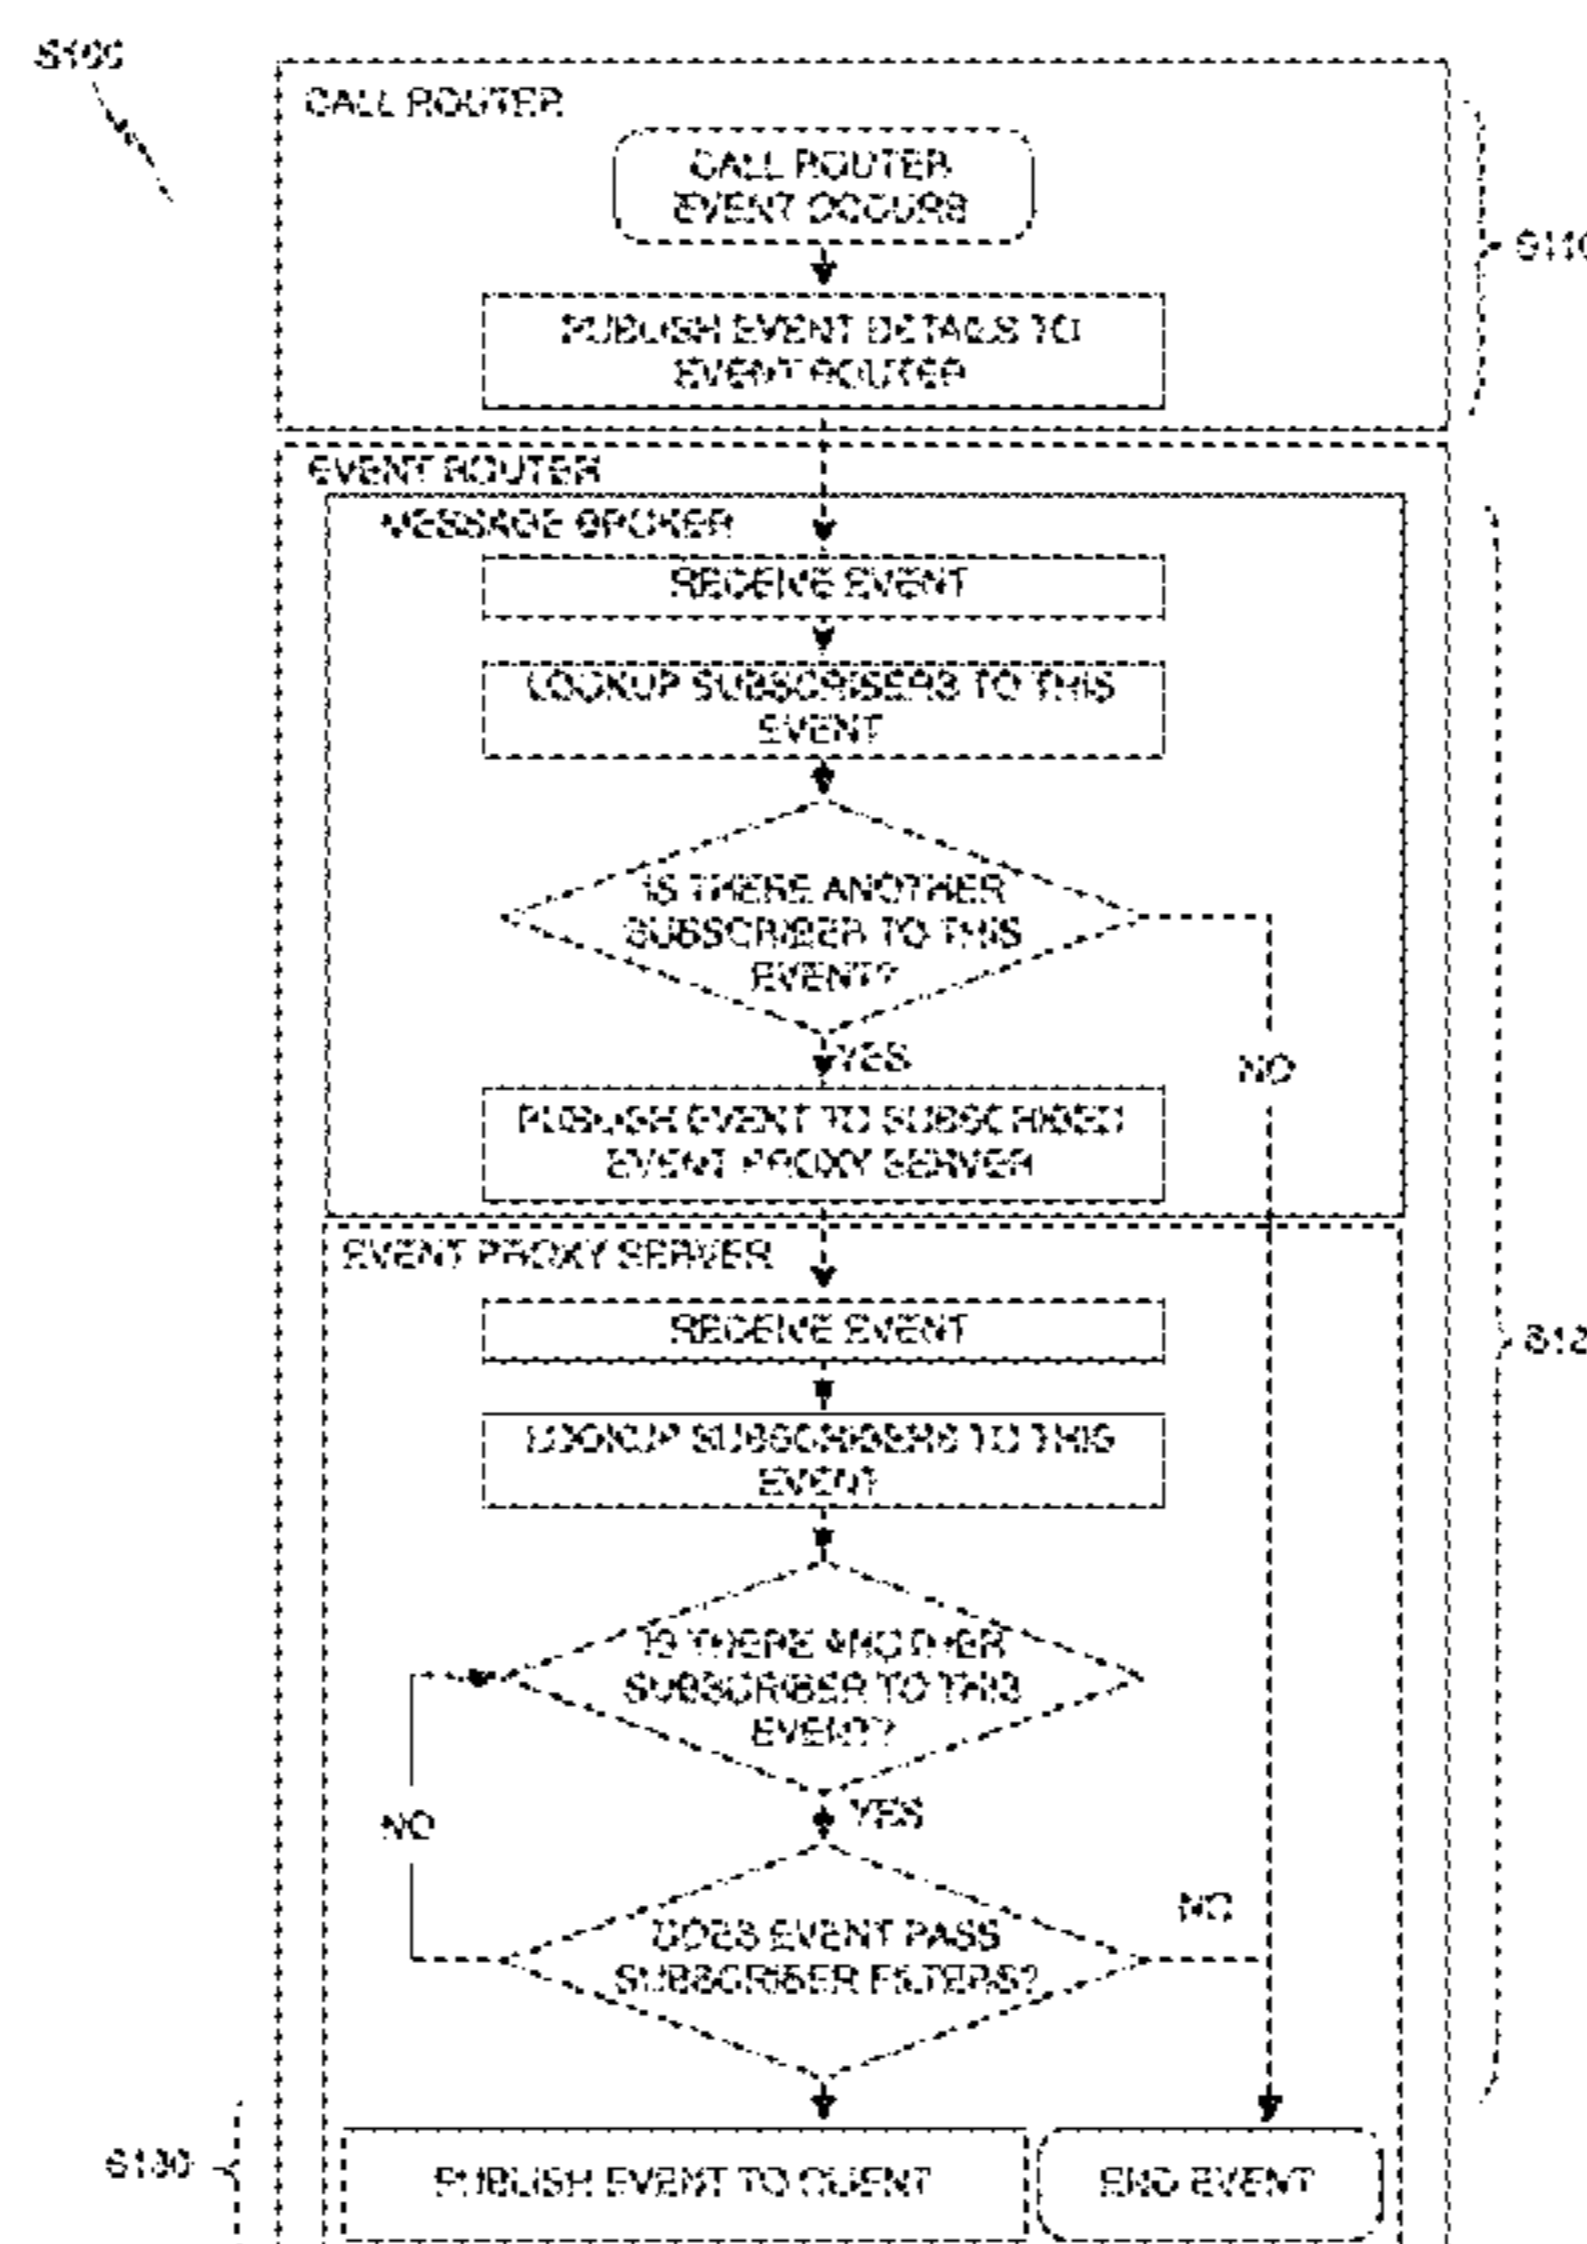 S100
CALL ROUTER
CALL ROUTER
EVENT OCCURS
S110
PUBLISH EVENT DETAILS TO
EVENT ROUTER
EVENT ROUTER
MESSAGE BROKER
RECEIVE EVENT
LOOKUP SUBSCRIBERS TO THIS
EVENT
IS THERE ANOTHER
SUBSCRIBER TO THIS
EVENT?
YES
NO
PUBLISH EVENT TO SUBSCRIBED
EVENT PROXY SERVER
EVENT PROXY SERVER
RECEIVE EVENT
S12
LOOKUP SUBSCRIBERS TO THIS
EVENT
IS THERE ANOTHER
SUBSCRIBER TO THIS
EVENT?
YES
NO
NO
DOES EVENT PASS
SUBSCRIBER FILTERS?
S130
PUBLISH EVENT TO CLIENT
END EVENT